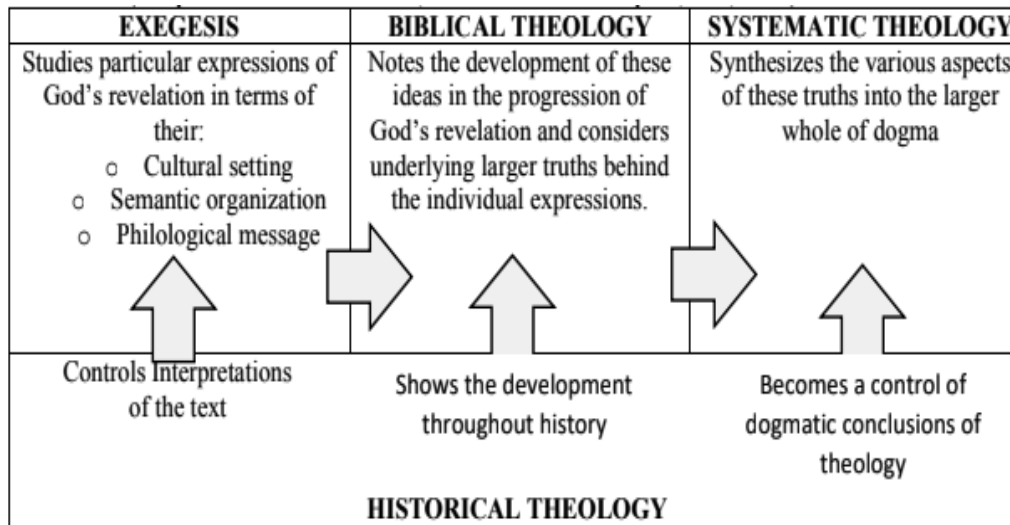 EXEGESIS
Studies particular expressions of
God's revelation in terms of
their:
o Cultural setting
o Semantic organization
o Philological message
BIBLICAL THEOLOGY
Notes the development of these
ideas in the progression of
God's revelation and considers
underlying larger truths behind
the individual expressions.
SYSTEMATIC THEOLOGY
Synthesizes the various aspects
of these truths into the larger
whole of dogma
Controls Interpretations
of the text
Shows the development
throughout history
Becomes a control of
dogmatic conclusions of
theology
HISTORICAL THEOLOGY